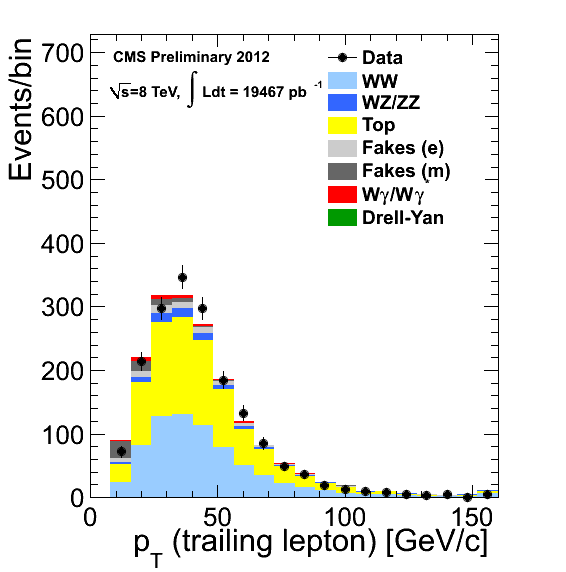 CMS Preliminary 2012
√s=8 TeV, ∫ Ldt = 19467 pb -1
Data
WW
WZ/ZZ
Top
Fakes (e)
Fakes (m)
Wγ/Wγ*
Drell-Yan
Events/bin
700
600
500
400
300
200
100
0
0 50 100 150
pT (trailing lepton) [GeV/c]